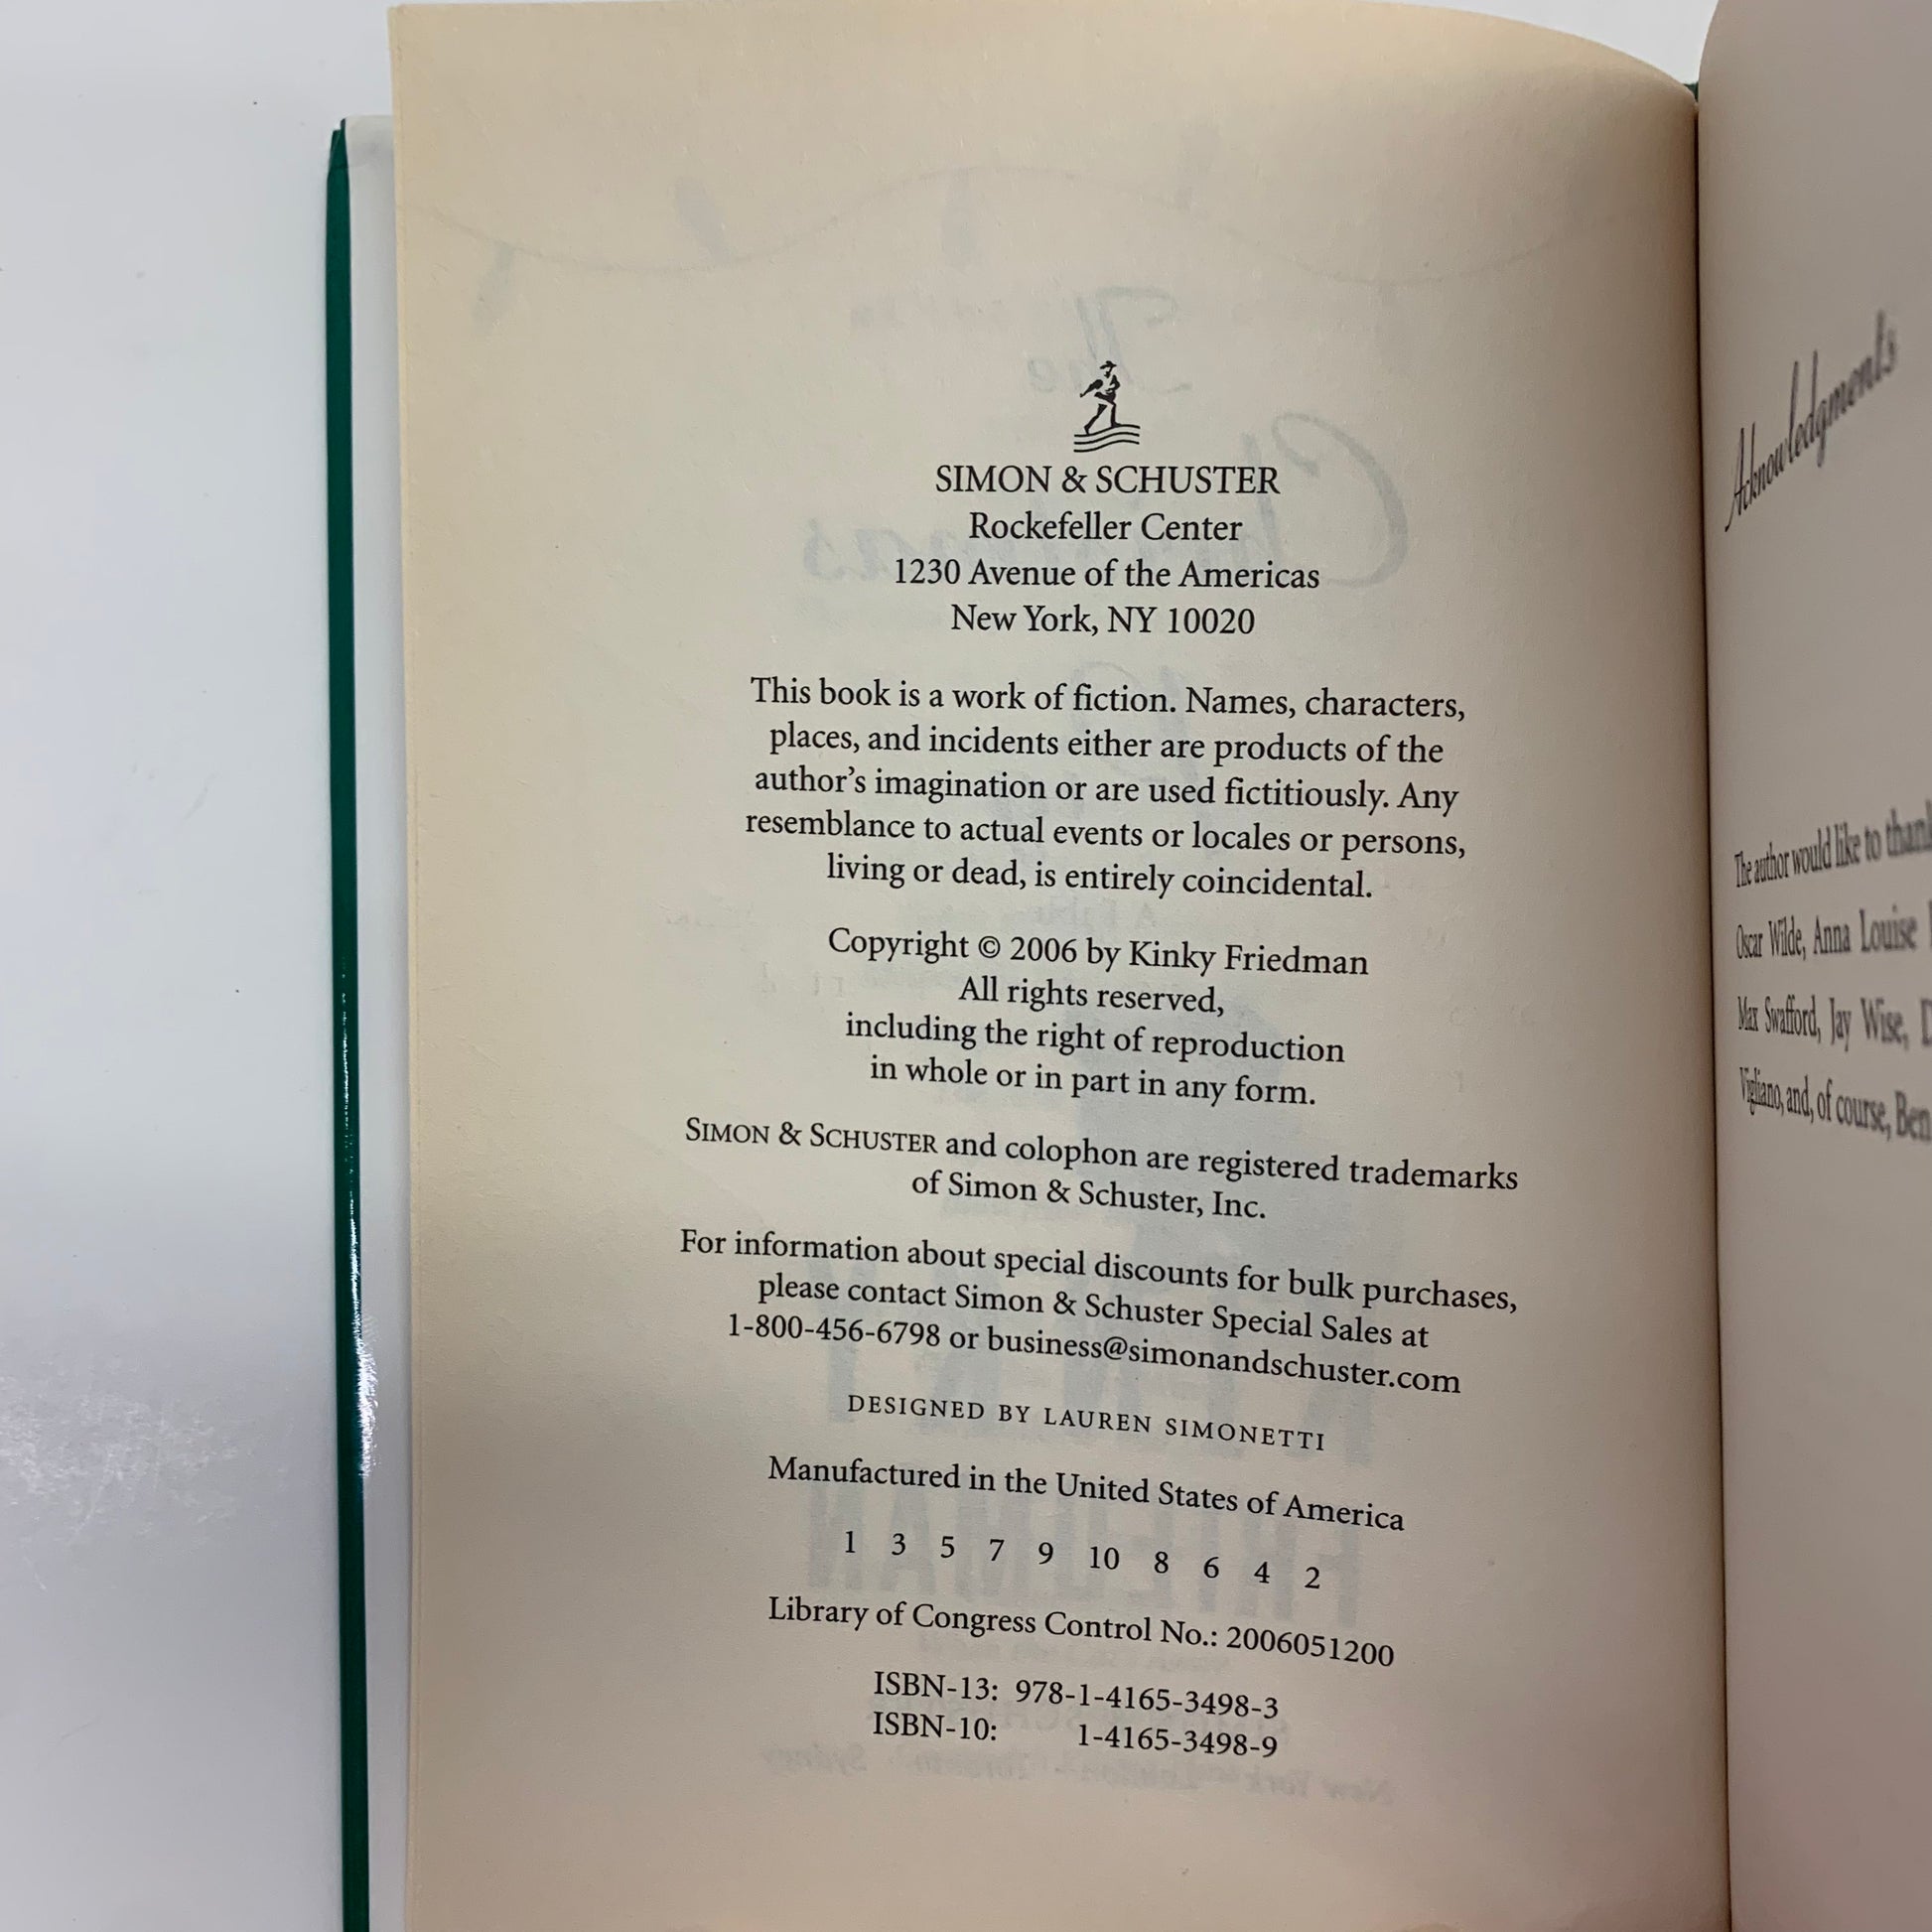 SIMON & SCHUSTER
Rockefeller Center
1230 Avenue of the Americas
New York, NY 10020
This book is a work of fiction. Names, characters,
places, and incidents either are products of the
author's imagination or are used fictitiously. Any
resemblance to actual events or locales or persons,
living or dead, is entirely coincidental.
Copyright © 2006 by Kinky Friedman
All rights reserved,
including the right of reproduction
in whole or in part in any form.
SIMON & SCHUSTER and colophon are registered trademarks
of Simon & Schuster, Inc.
For information about special discounts for bulk purchases,
please contact Simon & Schuster Special Sales at
1-800-456-6798 or business@simonandschuster.com
DESIGNED BY LAUREN SIMONETTI
Manufactured in the United States of America
1 3 5 7 9 10 8 6 4 2
Library of Congress Control No.: 2006051200
ISBN-13: 978-1-4165-3498-3
ISBN-10: 1-4165-3498-9
Acknowledgments
The author would like to thank
Oscar Wilde, Anna Louise
Max Swafford, Jay Wise,
Vigliano, and, of course, Ben